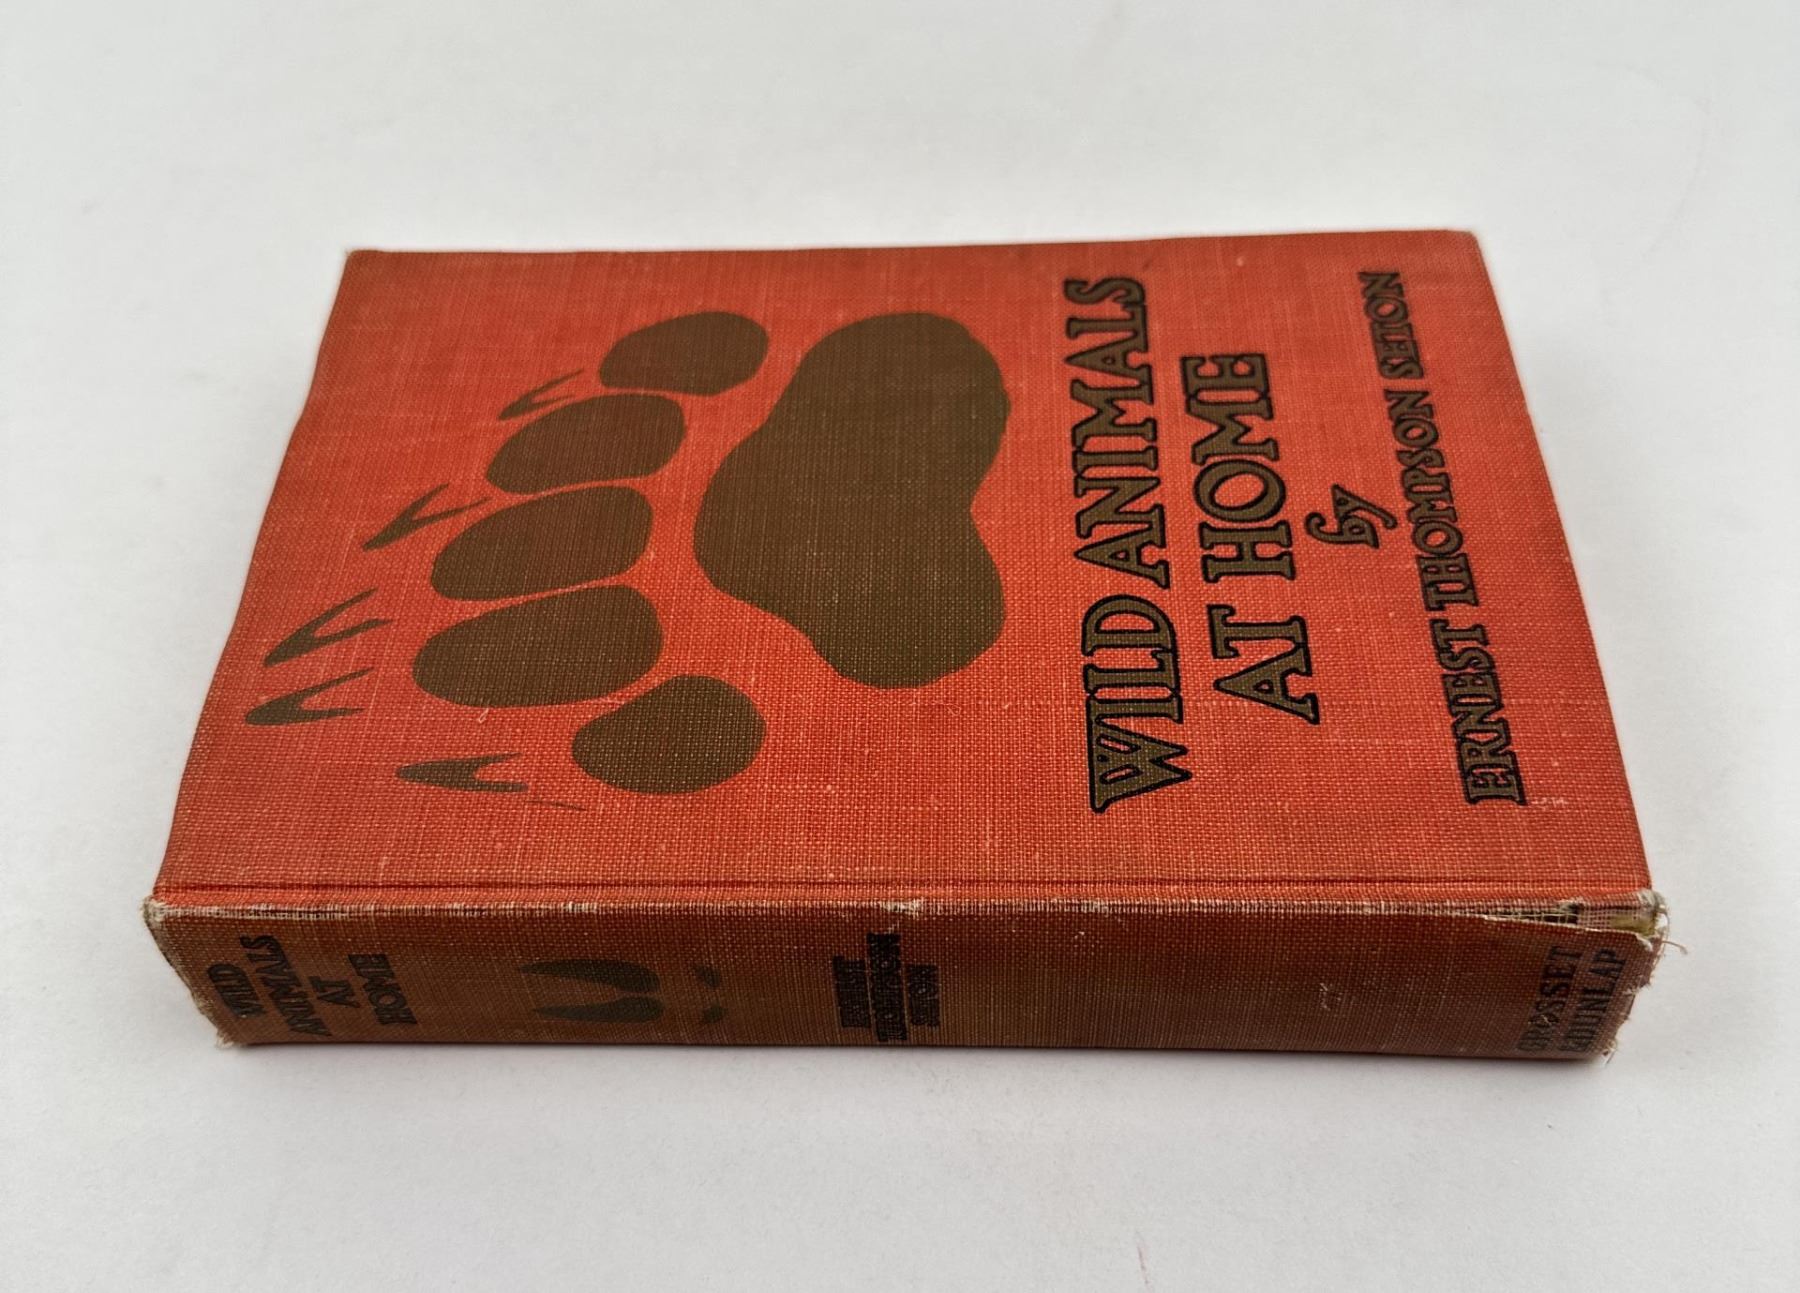 WILD ANIMALS
AT HOME
by
ERNEST THOMPSON SETON
WILD
ANIMALS
AT
HOME
ERNEST
THOMPSON
SETON
GROSSET
& DUNLAP